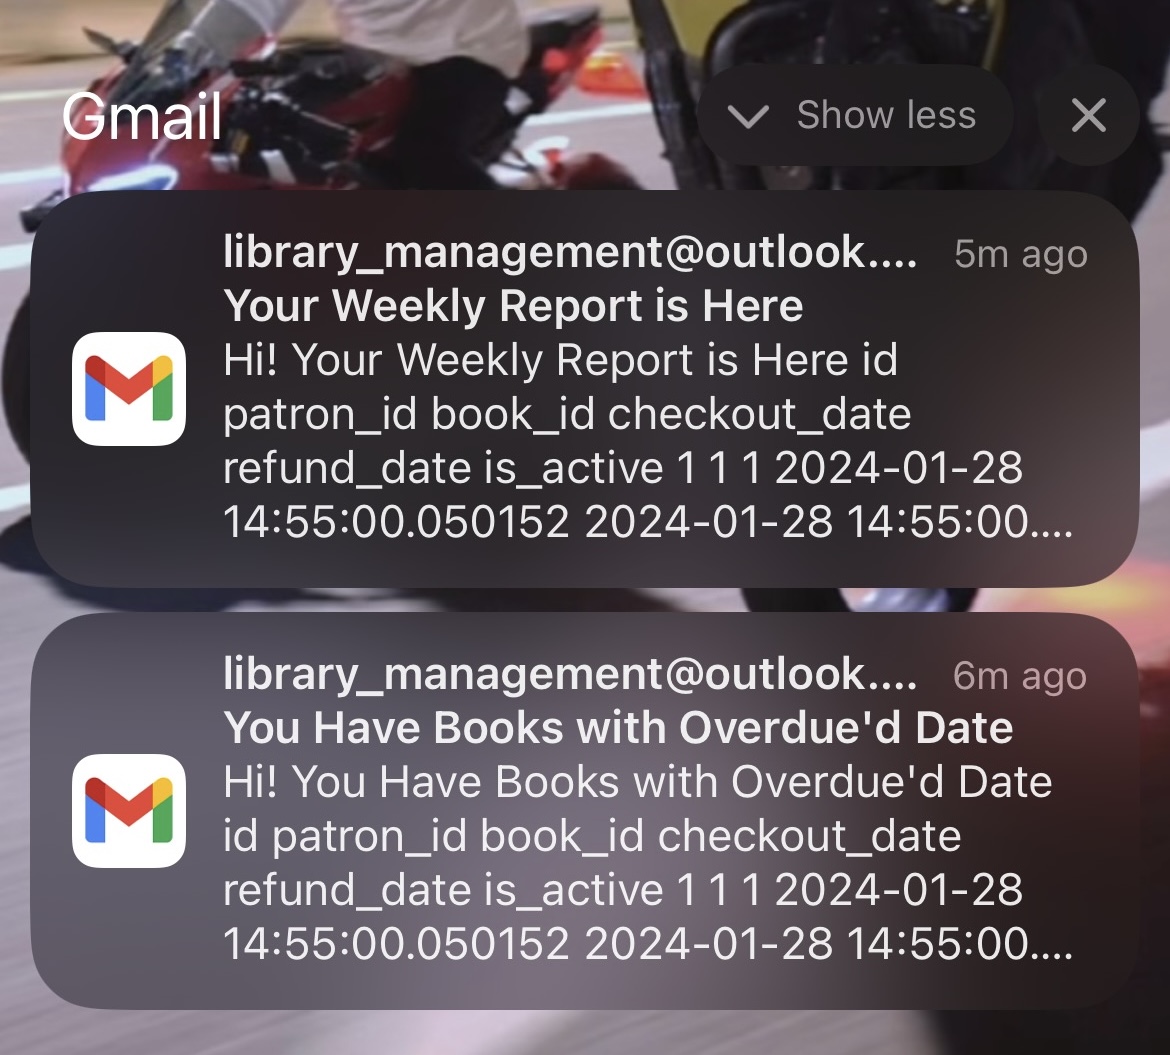 Gmail
Show less
library_management@outlook.... 5m ago
Your Weekly Report is Here
Hi! Your Weekly Report is Here id
patron_id book_id checkout_date
refund_date is_active 1 1 1 2024-01-28
14:55:00.050152 2024-01-28 14:55:00....
library_management@outlook.... 6m ago
You Have Books with Overdue'd Date
Hi! You Have Books with Overdue'd Date
id patron_id book_id checkout_date
refund_date is_active 1 1 1 2024-01-28
14:55:00.050152 2024-01-28 14:55:00....